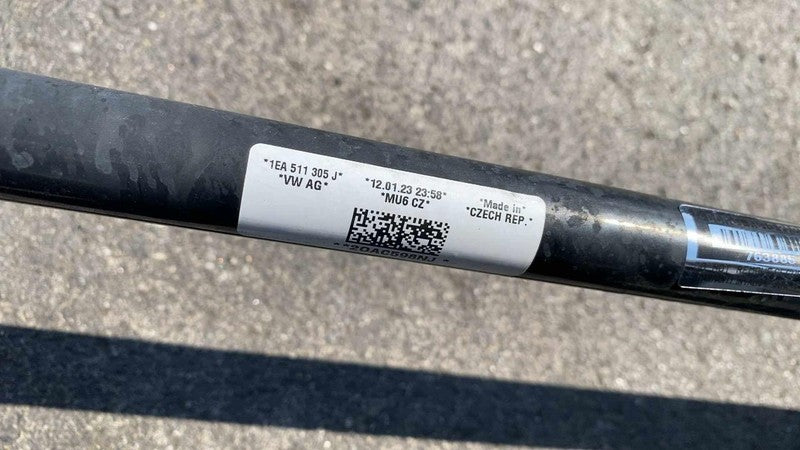 *1EA 511 305 J*
*VW AG*
*12.01.23 23:58*
*MU6 CZ*
*Made in*
*CZECH REP.*